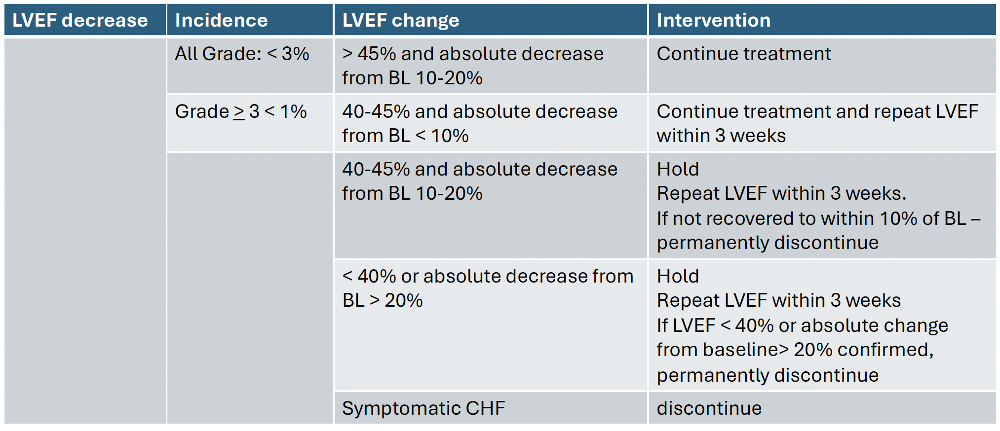 LVEF decrease
Incidence
LVEF change
Intervention
All Grade: < 3%
> 45% and absolute decrease
from BL 10-20%
Continue treatment
Grade ≥ 3 < 1%
40-45% and absolute decrease
from BL < 10%
Continue treatment and repeat LVEF
within 3 weeks
40-45% and absolute decrease
from BL 10-20%
Hold
Repeat LVEF within 3 weeks.
If not recovered to within 10% of BL –
permanently discontinue
< 40% or absolute decrease from
BL > 20%
Hold
Repeat LVEF within 3 weeks
If LVEF < 40% or absolute change
from baseline> 20% confirmed,
permanently discontinue
Symptomatic CHF
discontinue